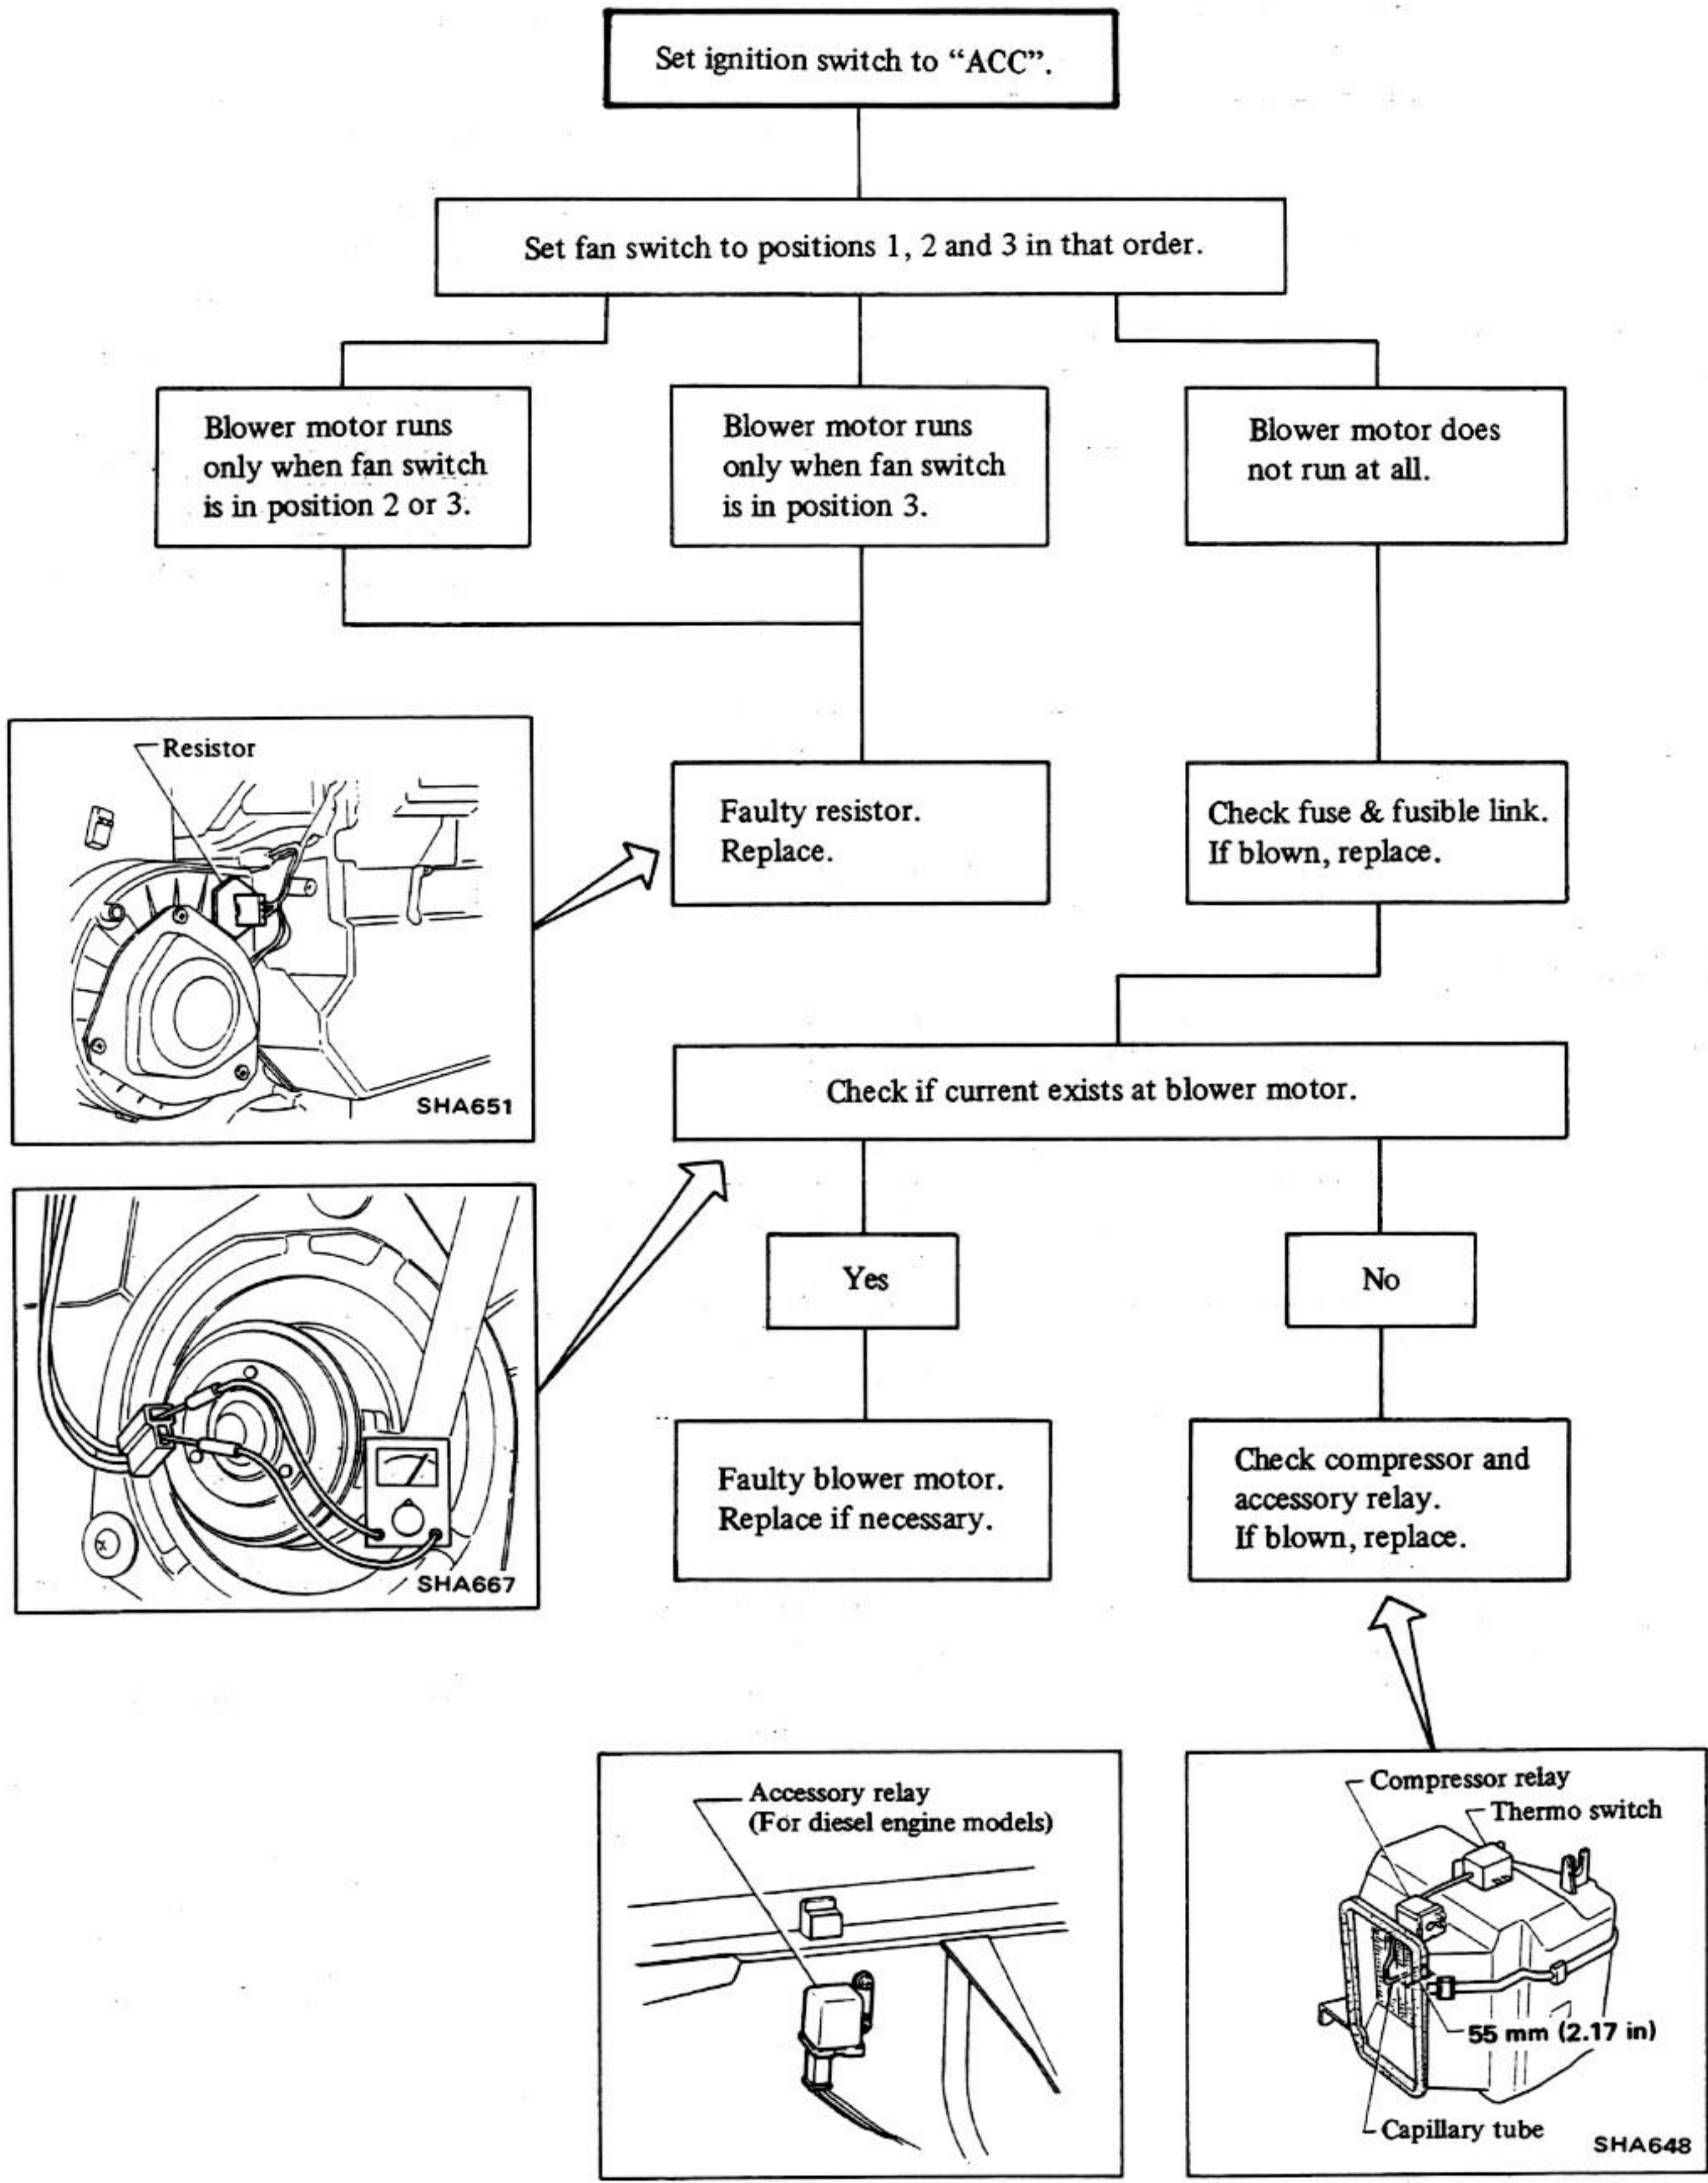 Set ignition switch to “ACC”.
Set fan switch to positions 1, 2 and 3 in that order.
Blower motor runs
only when fan switch
is in position 2 or 3.
Blower motor runs
only when fan switch
is in position 3.
Blower motor does
not run at all.
Resistor
SHA651
Faulty resistor.
Replace.
Check fuse & fusible link.
If blown, replace.
Check if current exists at blower motor.
SHA667
Yes
No
Faulty blower motor.
Replace if necessary.
Check compressor and
accessory relay.
If blown, replace.
Accessory relay
(For diesel engine models)
Compressor relay
Thermo switch
55 mm (2.17 in)
Capillary tube
SHA648